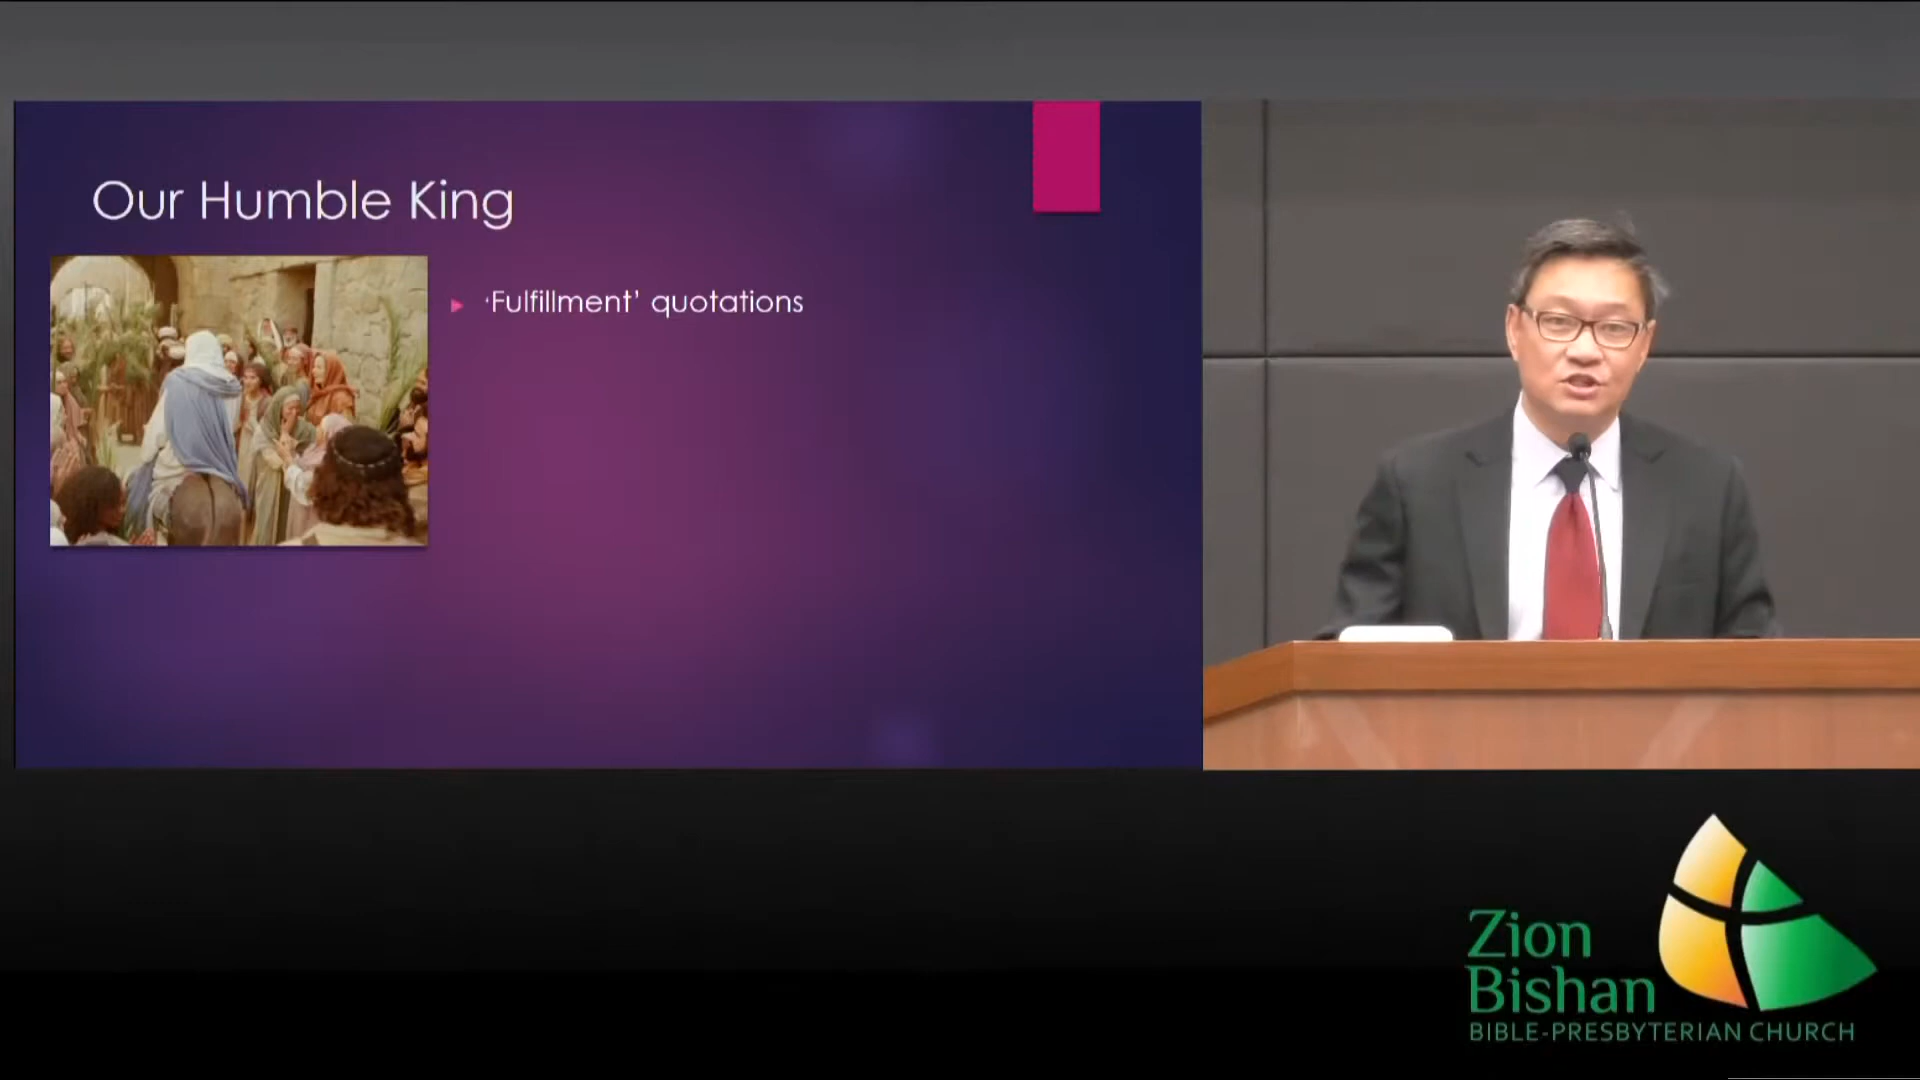 Our Humble King
‘Fulfillment’ quotations
Zion
Bishan
BIBLE-PRESBYTERIAN CHURCH